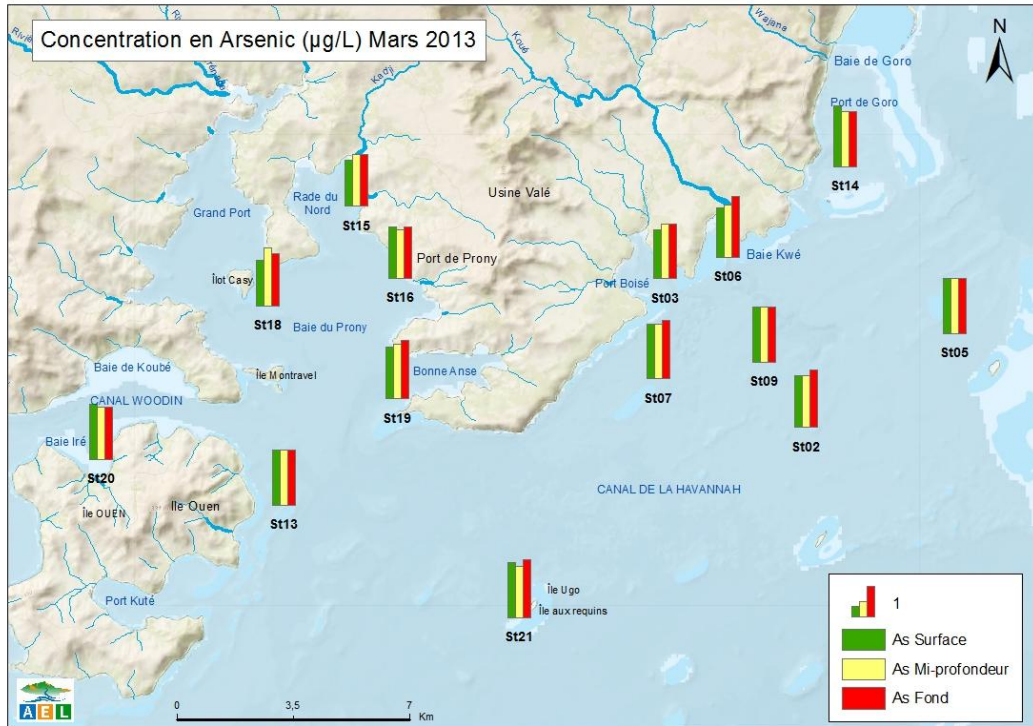 Concentration en Arsenic (µg/L) Mars 2013
Wajana
N
Baie de Goro
Port de Goro
Koué
Kadji
St14
Rade du
Nord
St15
Usine Valé
Grand Port
Port de Prony
St16
Port Boisé
St03
St06
Baie Kwé
Îlot Casy
St18
Baie du Prony
St05
Baie de Koubé
Île Montravel
Bonne Anse
St19
St07
St09
St02
CANAL WOODIN
Baie Iré
St20
Île OUEN
Ile Ouen
St13
CANAL DE LA HAVANNAH
Port Kuté
Île Ugo
Île aux requins
St21
1
As Surface
As Mi-profondeur
As Fond
AEL
0 3,5 7
Km